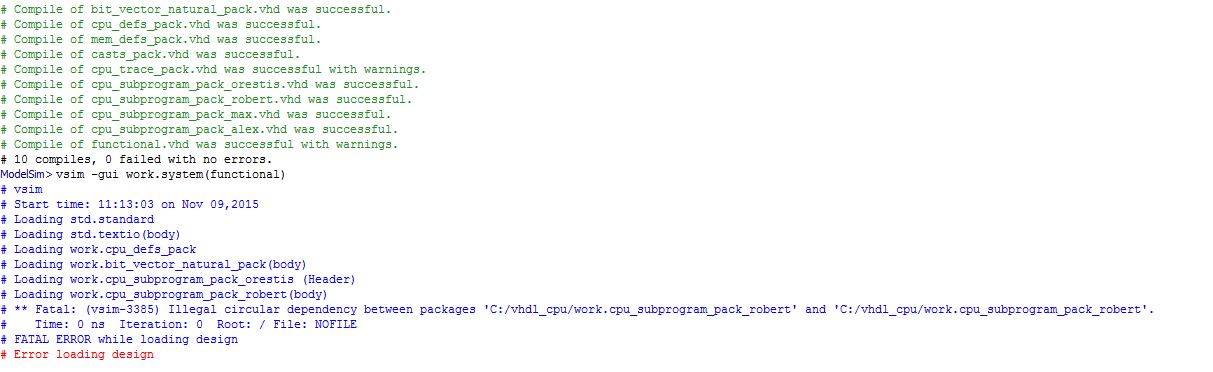 # Compile of bit_vector_natural_pack.vhd was successful.
# Compile of cpu_defs_pack.vhd was successful.
# Compile of mem_defs_pack.vhd was successful.
# Compile of casts_pack.vhd was successful.
# Compile of cpu_trace_pack.vhd was successful with warnings.
# Compile of cpu_subprogram_pack_orestis.vhd was successful.
# Compile of cpu_subprogram_pack_robert.vhd was successful.
# Compile of cpu_subprogram_pack_max.vhd was successful.
# Compile of cpu_subprogram_pack_alex.vhd was successful.
# Compile of functional.vhd was successful with warnings.
# 10 compiles, 0 failed with no errors.
ModelSim> vsim -gui work.system(functional)
# vsim
# Start time: 11:13:03 on Nov 09,2015
# Loading std.standard
# Loading std.textio(body)
# Loading work.cpu_defs_pack
# Loading work.bit_vector_natural_pack(body)
# Loading work.cpu_subprogram_pack_orestis (Header)
# Loading work.cpu_subprogram_pack_robert(body)
# ** Fatal: (vsim-3385) Illegal circular dependency between packages 'C:/vhdl_cpu/work.cpu_subprogram_pack_robert' and 'C:/vhdl_cpu/work.cpu_subprogram_pack_robert'.
#    Time: 0 ns  Iteration: 0  Root: / File: NOFILE
# FATAL ERROR while loading design
# Error loading design